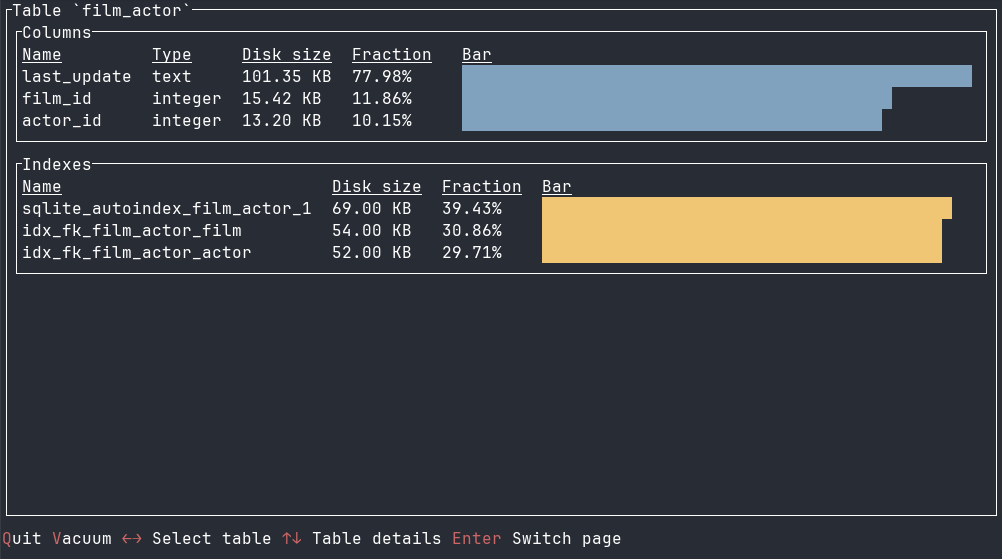 Table `film_actor`
Columns
Name Type Disk size Fraction Bar
last_update text 101.35 KB 77.98%
film_id integer 15.42 KB 11.86%
actor_id integer 13.20 KB 10.15%
Indexes
Name Disk size Fraction Bar
sqlite_autoindex_film_actor_1 69.00 KB 39.43%
idx_fk_film_actor_film 54.00 KB 30.86%
idx_fk_film_actor_actor 52.00 KB 29.71%
Quit Vacuum ←→ Select table ↑↓ Table details Enter Switch page